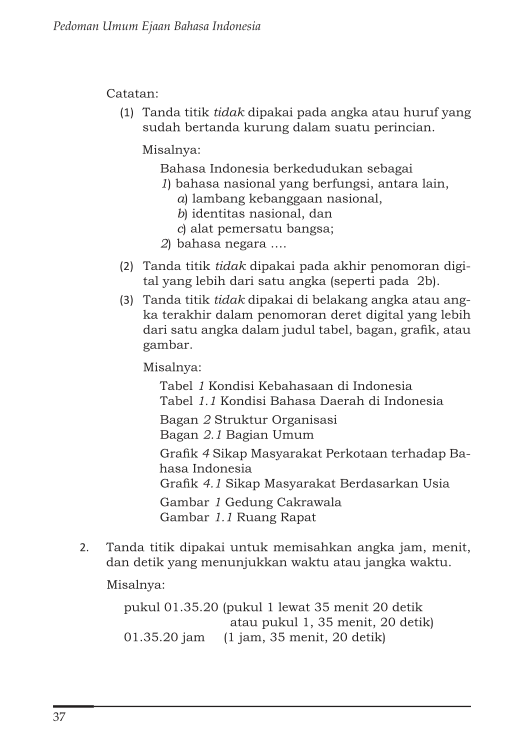 Pedoman Umum Ejaan Bahasa Indonesia
Catatan:
(1) Tanda titik tidak dipakai pada angka atau huruf yang
sudah bertanda kurung dalam suatu perincian.
Misalnya:
Bahasa Indonesia berkedudukan sebagai
1) bahasa nasional yang berfungsi, antara lain,
a) lambang kebanggaan nasional,
b) identitas nasional, dan
c) alat pemersatu bangsa;
2) bahasa negara ….
(2) Tanda titik tidak dipakai pada akhir penomoran digi-
tal yang lebih dari satu angka (seperti pada 2b).
(3) Tanda titik tidak dipakai di belakang angka atau ang-
ka terakhir dalam penomoran deret digital yang lebih
dari satu angka dalam judul tabel, bagan, grafik, atau
gambar.
Misalnya:
Tabel 1 Kondisi Kebahasaan di Indonesia
Tabel 1.1 Kondisi Bahasa Daerah di Indonesia
Bagan 2 Struktur Organisasi
Bagan 2.1 Bagian Umum
Grafik 4 Sikap Masyarakat Perkotaan terhadap Ba-
hasa Indonesia
Grafik 4.1 Sikap Masyarakat Berdasarkan Usia
Gambar 1 Gedung Cakrawala
Gambar 1.1 Ruang Rapat
2. Tanda titik dipakai untuk memisahkan angka jam, menit,
dan detik yang menunjukkan waktu atau jangka waktu.
Misalnya:
pukul 01.35.20 (pukul 1 lewat 35 menit 20 detik
atau pukul 1, 35 menit, 20 detik)
01.35.20 jam (1 jam, 35 menit, 20 detik)
37